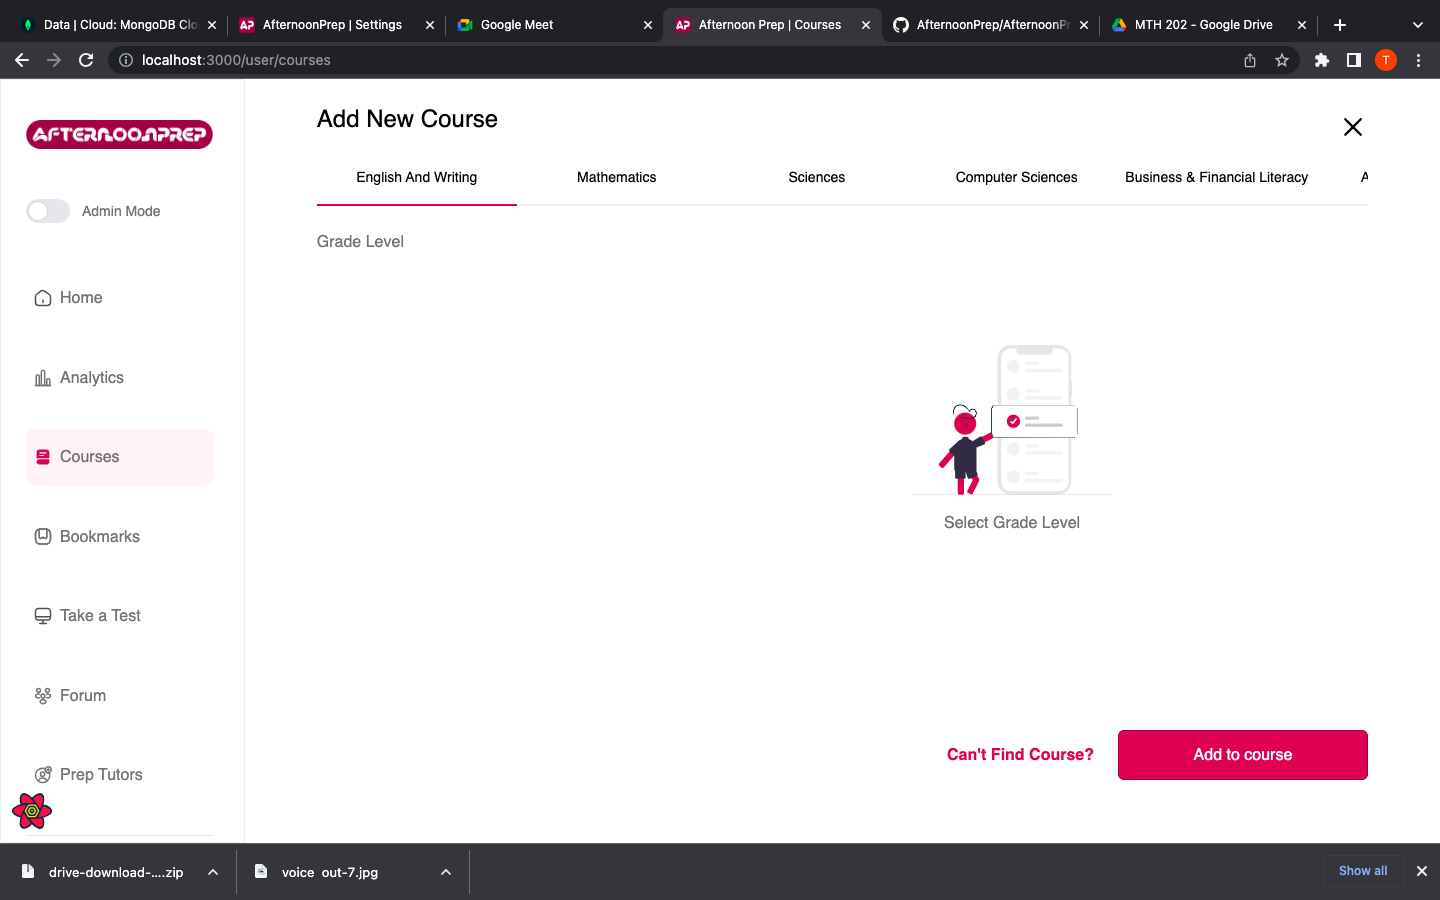 Data | Cloud: MongoDB Clo
AfternoonPrep | Settings
Google Meet
Afternoon Prep | Courses
AfternoonPrep/AfternoonPr
MTH 202 - Google Drive
localhost:3000/user/courses
T
AFTERNOONPREP
Admin Mode
Home
Analytics
Courses
Bookmarks
Take a Test
Forum
Prep Tutors
Add New Course
English And Writing
Mathematics
Sciences
Computer Sciences
Business & Financial Literacy
A
Grade Level
Select Grade Level
Can't Find Course?
Add to course
drive-download-....zip
voice out-7.jpg
Show all